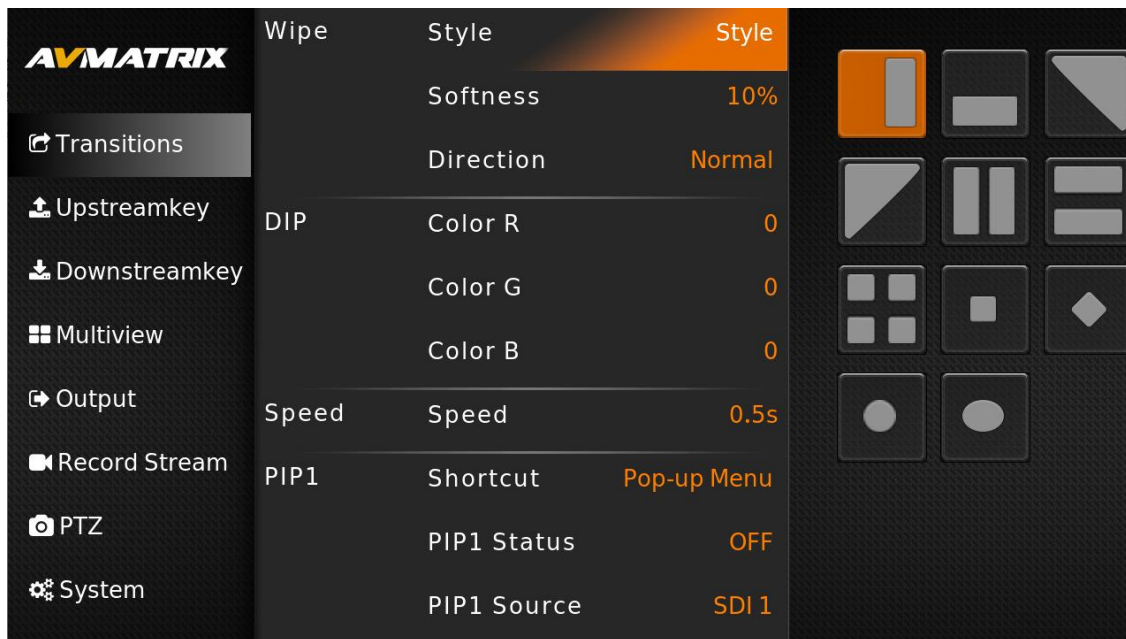 AVMATRIX
Transitions
Upstreamkey
Downstreamkey
Multiview
Output
Record Stream
PTZ
System
Wipe Style Style
Softness 10%
Direction Normal
DIP Color R 0
Color G 0
Color B 0
Speed Speed 0.5s
PIP1 Shortcut Pop-up Menu
PIP1 Status OFF
PIP1 Source SDI 1